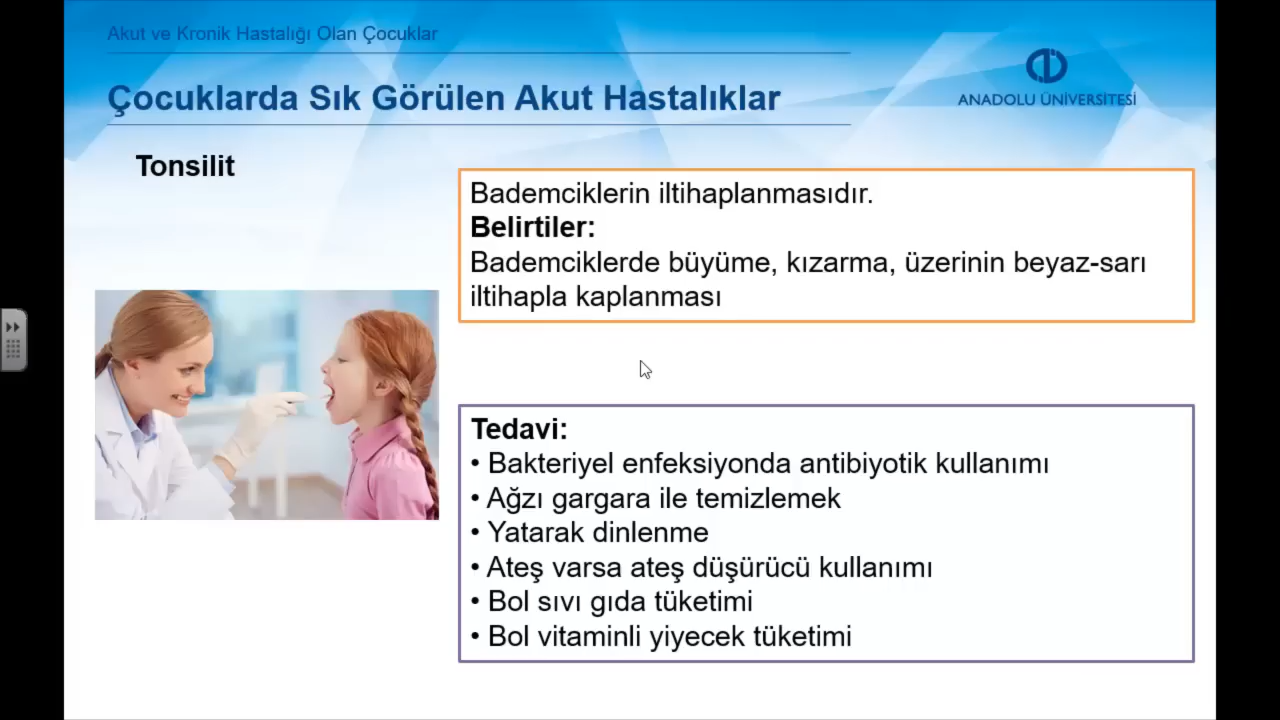 Akut ve Kronik Hastalığı Olan Çocuklar
Çocuklarda Sık Görülen Akut Hastalıklar
ANADOLU ÜNİVERSİTESİ
Tonsilit
Bademciklerin iltihaplanmasıdır.
Belirtiler:
Bademciklerde büyüme, kızarma, üzerinin beyaz-sarı
iltihapla kaplanması
Tedavi:
• Bakteriyel enfeksiyonda antibiyotik kullanımı
• Ağzı gargara ile temizlemek
• Yatarak dinlenme
• Ateş varsa ateş düşürücü kullanımı
• Bol sıvı gıda tüketimi
• Bol vitaminli yiyecek tüketimi